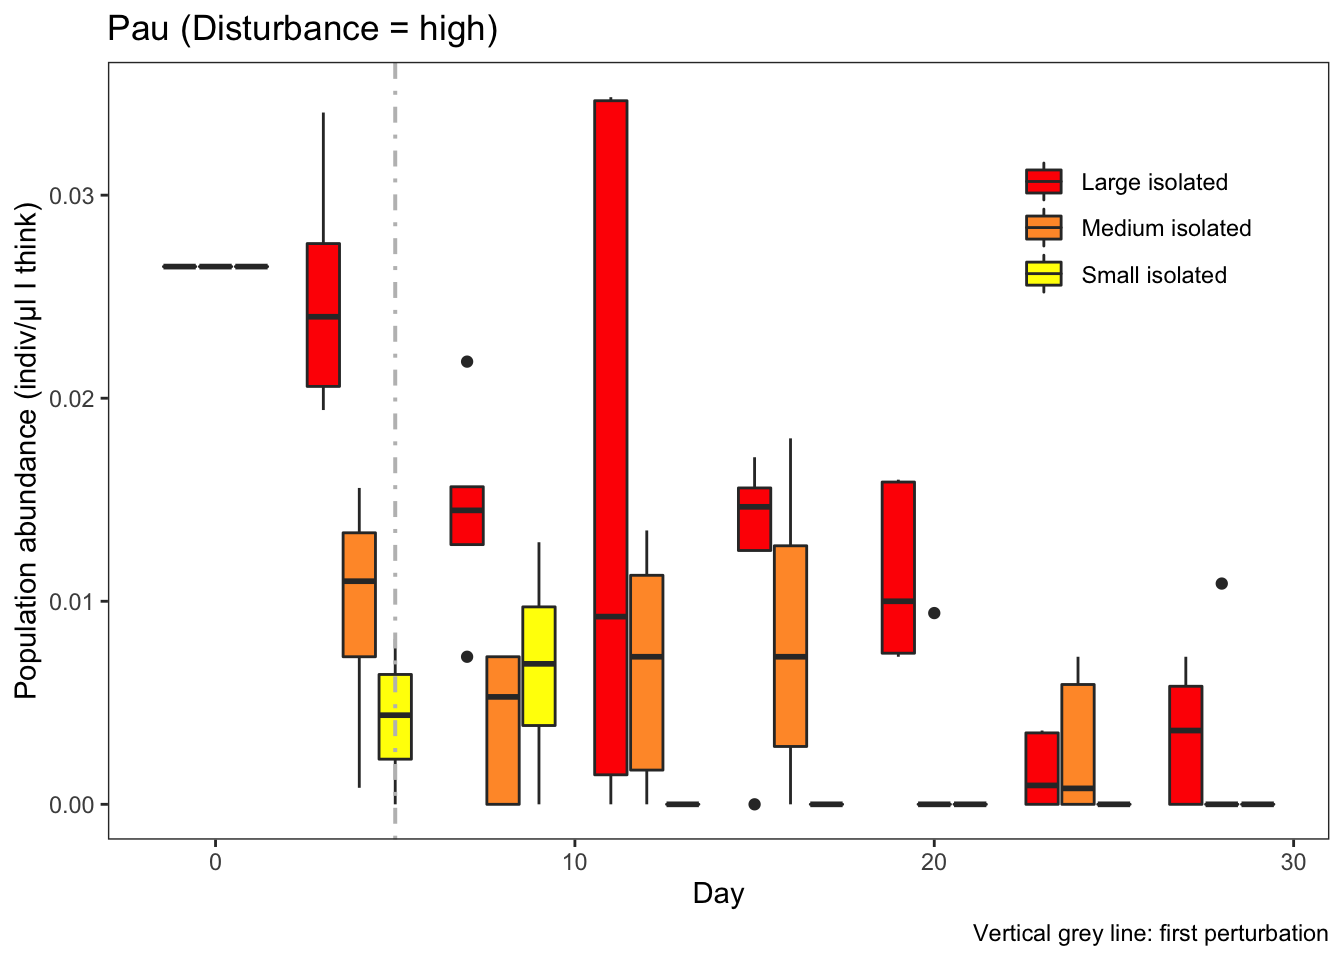 Pau (Disturbance = high)
Population abundance (indiv/µl I think)
0.03
0.02
0.01
0.00
Large isolated
Medium isolated
Small isolated
0
10
20
30
Day
Vertical grey line: first perturbation